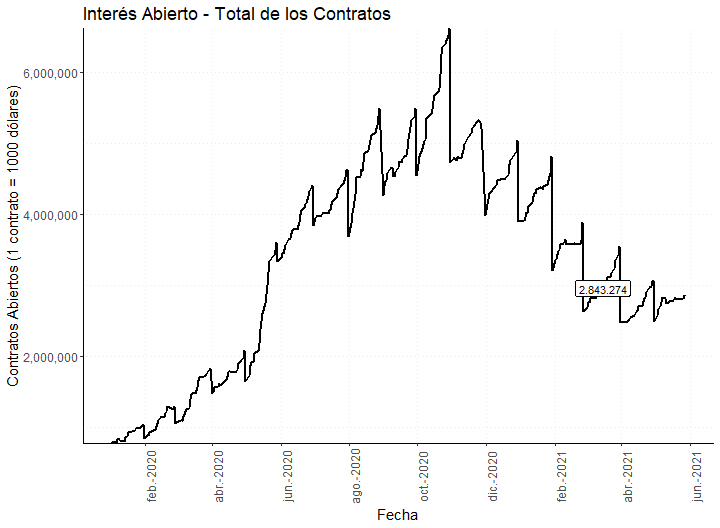 Interés Abierto - Total de los Contratos
Contratos Abiertos (1 contrato = 1000 dólares)
6,000,000
4,000,000
2,000,000
2.843.274
feb.-2020
abr.-2020
jun.-2020
ago.-2020
oct.-2020
dic.-2020
feb.-2021
abr.-2021
jun.-2021
Fecha